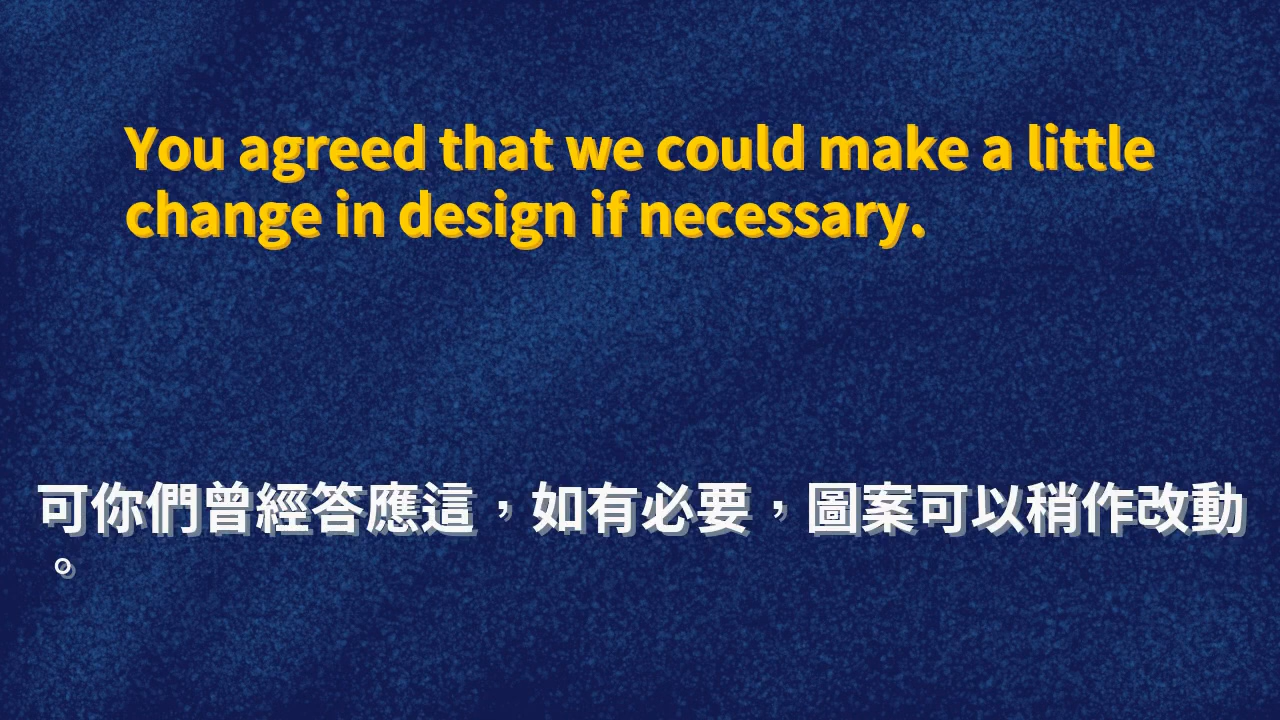 You agreed that we could make a little
change in design if necessary.
可你們曾經答應這，如有必要，圖案可以稍作改動
。